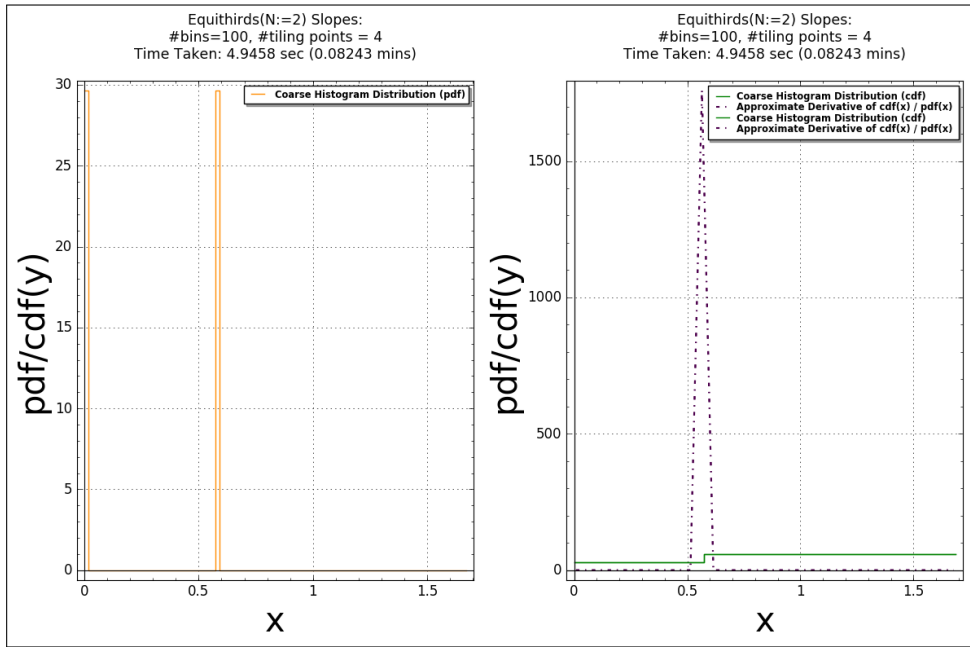 Equithirds(N:=2) Slopes:
#bins=100, #tiling points = 4
Time Taken: 4.9458 sec (0.08243 mins)
30
25
20
15
10
5
0
pdf/cdf(y)
Coarse Histogram Distribution (pdf)
0
0.5
1
1.5
x
Equithirds(N:=2) Slopes:
#bins=100, #tiling points = 4
Time Taken: 4.9458 sec (0.08243 mins)
1500
1000
500
0
pdf/cdf(y)
Coarse Histogram Distribution (cdf)
Approximate Derivative of cdf(x) / pdf(x)
Coarse Histogram Distribution (cdf)
Approximate Derivative of cdf(x) / pdf(x)
0
0.5
1
1.5
x